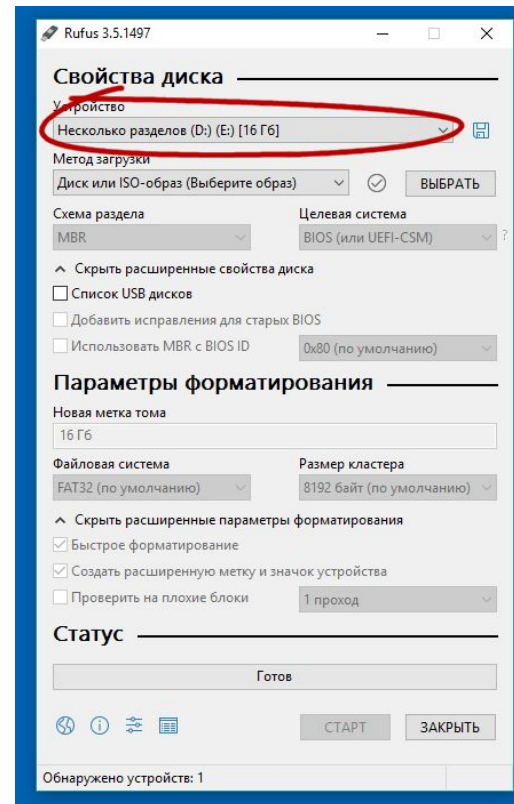 Rufus 3.5.1497
Свойства диска
Устройство
Несколько разделов (D:) (E:) [16 Гб]
Метод загрузки
Диск или ISO-образ (Выберите образ)
ВЫБРАТЬ
Схема раздела Целевая система
MBR BIOS (или UEFI-CSM) ?
Скрыть расширенные свойства диска
Список USB дисков
Добавить исправления для старых BIOS
Использовать MBR с BIOS ID 0x80 (по умолчанию)
Параметры форматирования
Новая метка тома
16 Гб
Файловая система Размер кластера
FAT32 (по умолчанию) 8192 байт (по умолчанию)
Скрыть расширенные параметры форматирования
Быстрое форматирование
Создать расширенную метку и значок устройства
Проверить на плохие блоки 1 проход
Статус
Готов
СТАРТ ЗАКРЫТЬ
Обнаружено устройств: 1